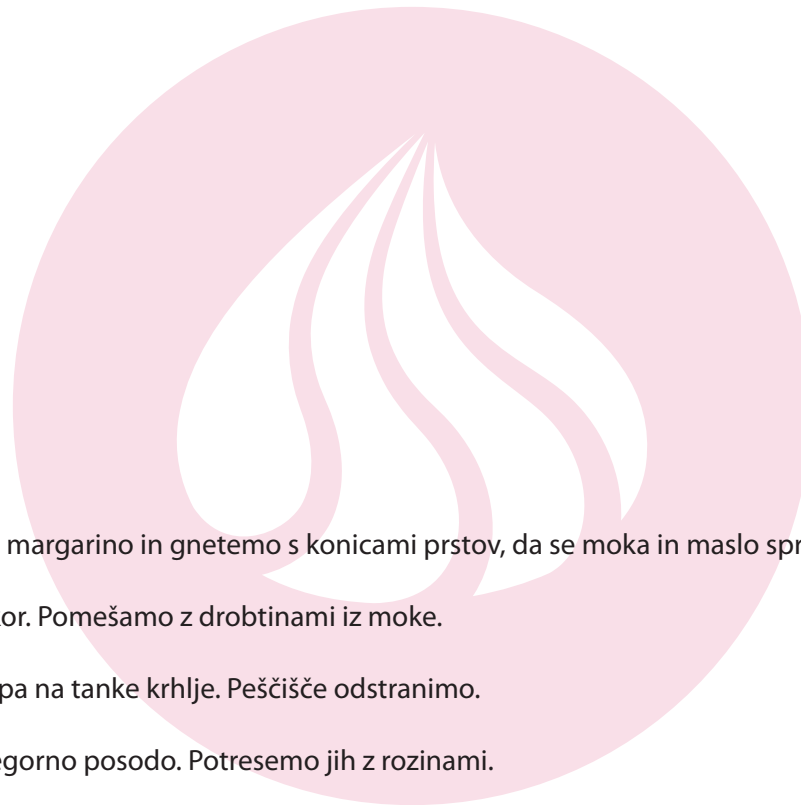 margarino in gnetemo s konicami prstov, da se moka in maslo spr
or. Pomešamo z drobtinami iz moke.
pa na tanke krhlje. Peščišče odstranimo.
egorno posodo. Potresemo jih z rozinami.